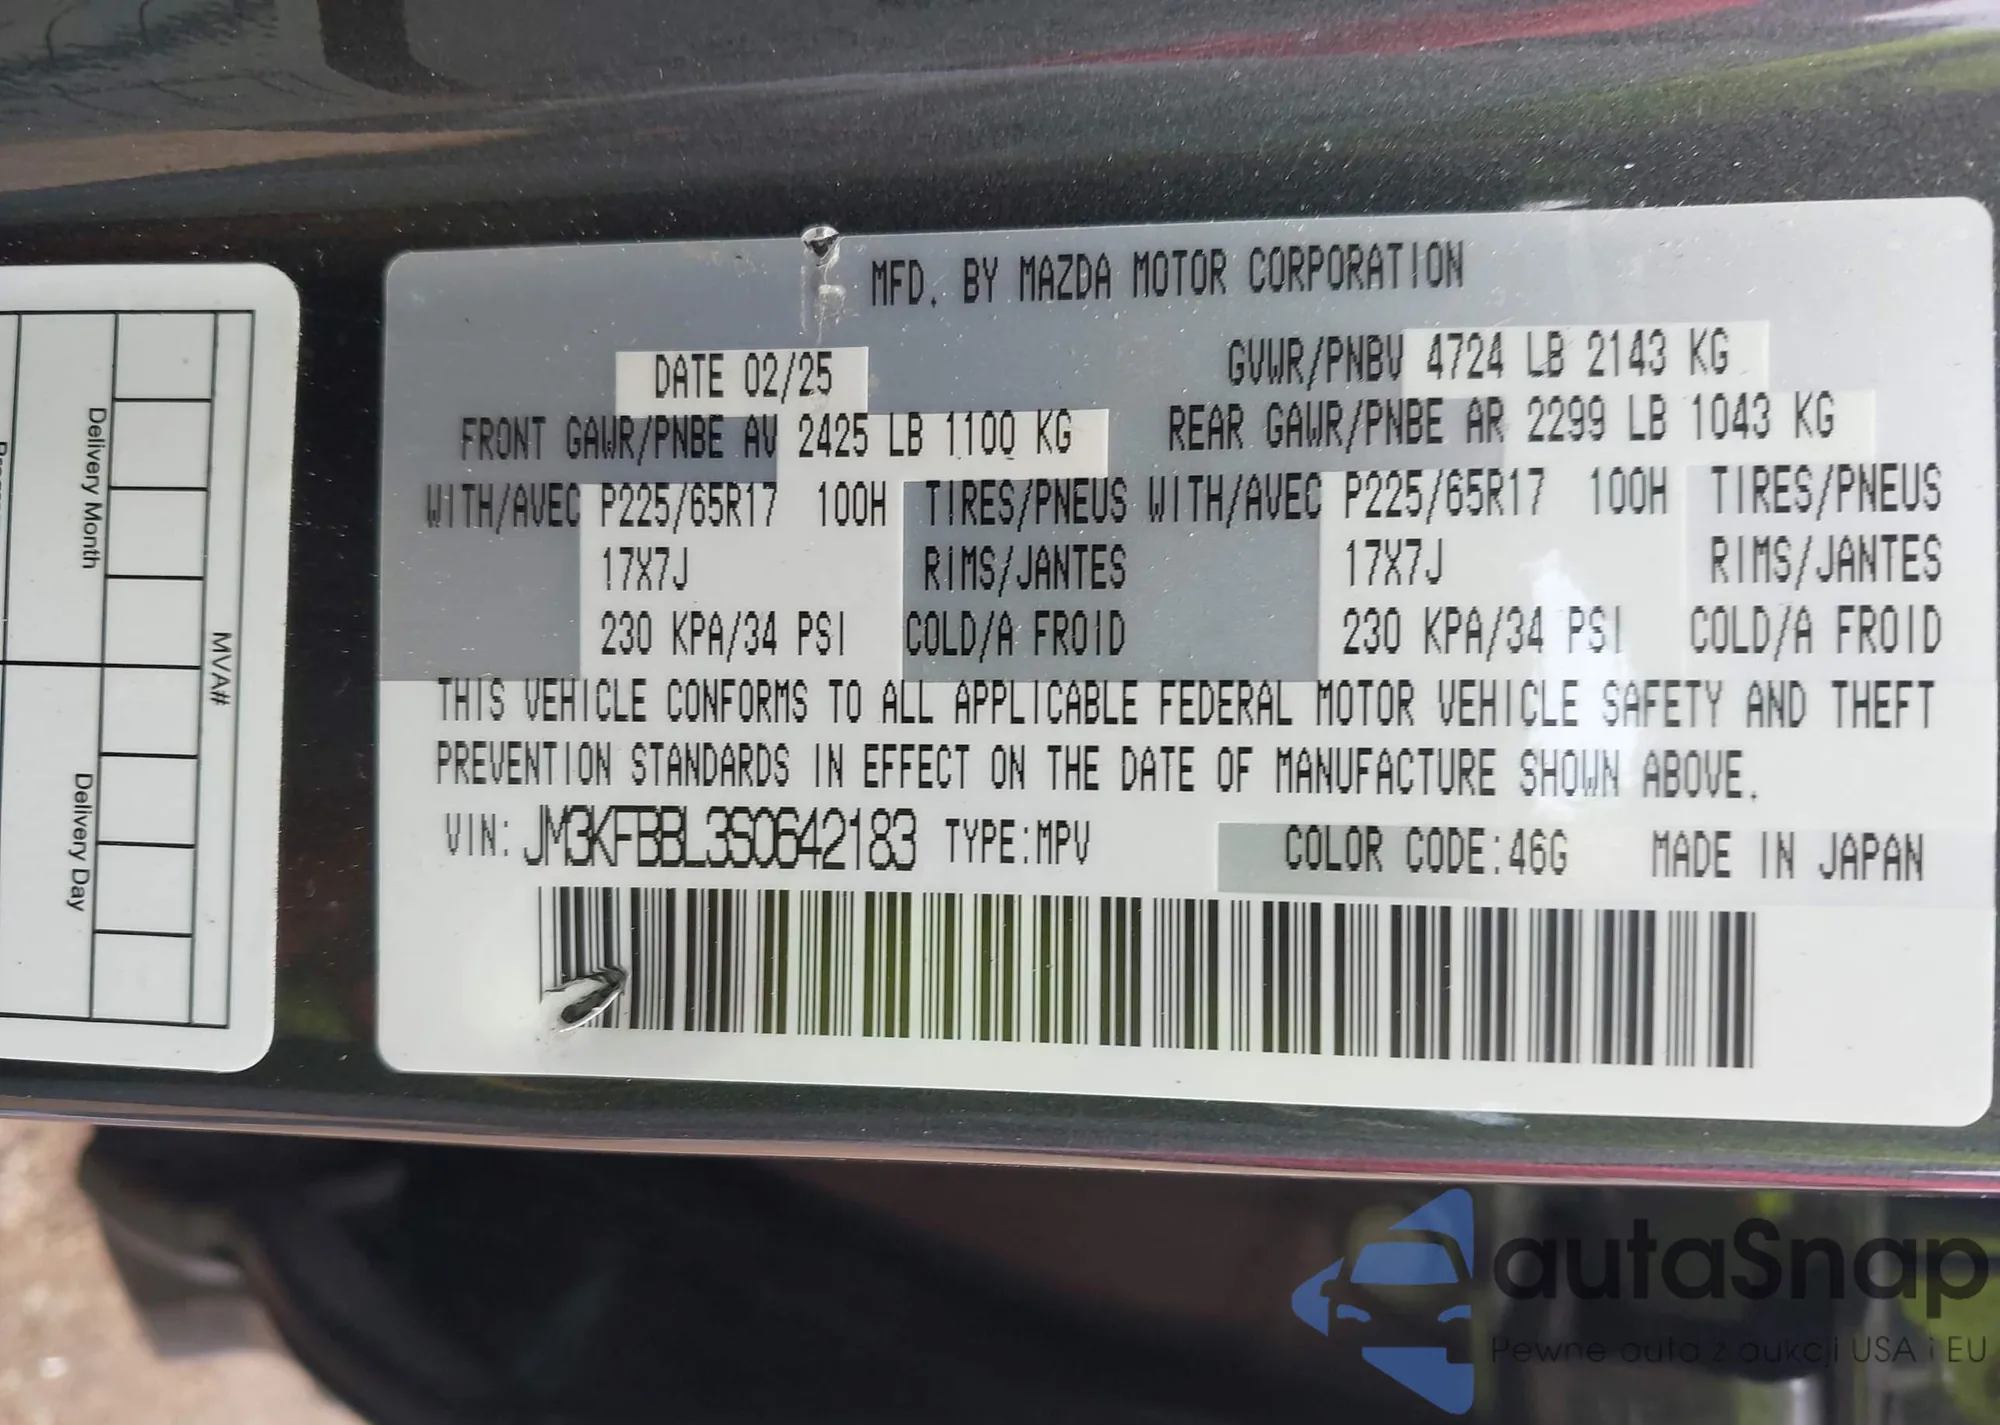 MFD. BY MAZDA MOTOR CORPORATION
DATE 02/25
GVWR/PNBV 4724 LB 2143 KG
FRONT GAWR/PNBE AV 2425 LB 1100 KG
REAR GAWR/PNBE AR 2299 LB 1043 KG
WITH/AVEC P225/65R17 100H TIRES/PNEUS WITH/AVEC P225/65R17 100H TIRES/PNEUS
17X7J RIMS/JANTES 17X7J RIMS/JANTES
230 KPA/34 PSI COLD/A FROID 230 KPA/34 PSI COLD/A FROID
THIS VEHICLE CONFORMS TO ALL APPLICABLE FEDERAL MOTOR VEHICLE SAFETY AND THEFT
PREVENTION STANDARDS IN EFFECT ON THE DATE OF MANUFACTURE SHOWN ABOVE.
VIN: JM3KFBBL3S0642183 TYPE:MPV COLOR CODE:46G MADE IN JAPAN
MVA#
Delivery Month
Delivery Day
autaSnap
Pewne auta z aukcji USA i EU